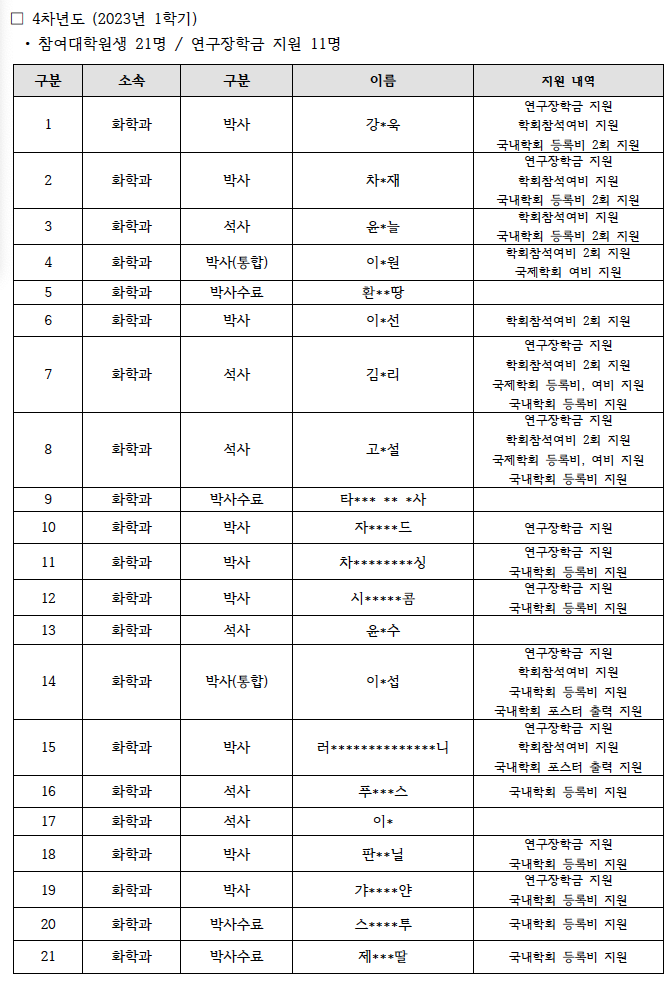 □ 4차년도 (2023년 1학기)
· 참여대학원생 21명 / 연구장학금 지원 11명
구분 소속 구분 이름 지원 내역
1 화학과 박사 강*욱 연구장학금 지원
학회참석여비 지원
국내학회 등록비 2회 지원
2 화학과 박사 차*재 연구장학금 지원
학회참석여비 지원
국내학회 등록비 2회 지원
3 화학과 석사 윤*늘 학회참석여비 지원
국내학회 등록비 2회 지원
4 화학과 박사(통합) 이*원 학회참석여비 2회 지원
국제학회 여비 지원
5 화학과 박사수료 환**땅
6 화학과 박사 이*선 학회참석여비 2회 지원
7 화학과 석사 김*리 연구장학금 지원
학회참석여비 2회 지원
국제학회 등록비, 여비 지원
국내학회 등록비 지원
8 화학과 석사 고*설 연구장학금 지원
학회참석여비 2회 지원
국제학회 등록비, 여비 지원
국내학회 등록비 지원
9 화학과 박사수료 타*** ** *사
10 화학과 박사 자****드 연구장학금 지원
11 화학과 박사 차********싱 연구장학금 지원
국내학회 등록비 지원
12 화학과 박사 시*****콤 연구장학금 지원
국내학회 등록비 지원
13 화학과 석사 윤*수
14 화학과 박사(통합) 이*섭 연구장학금 지원
학회참석여비 지원
국내학회 등록비 지원
국내학회 포스터 출력 지원
15 화학과 박사 러**************니 연구장학금 지원
학회참석여비 지원
국내학회 포스터 출력 지원
16 화학과 석사 푸***스 국내학회 등록비 지원
17 화학과 석사 이*
18 화학과 박사 판**닐 연구장학금 지원
국내학회 등록비 지원
19 화학과 박사 갸****얀 연구장학금 지원
국내학회 등록비 지원
20 화학과 박사수료 스****투 국내학회 등록비 지원
21 화학과 박사수료 제***딸 국내학회 등록비 지원